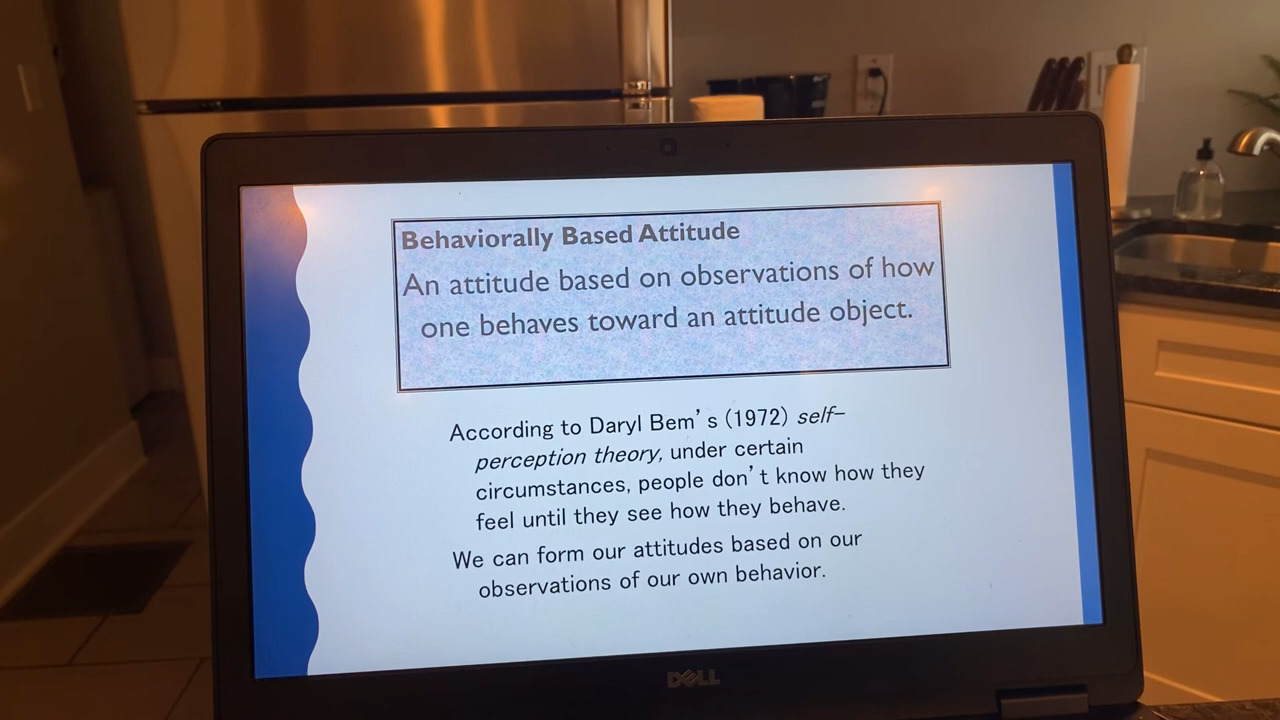 Behaviorally Based Attitude
An attitude based on observations of how
one behaves toward an attitude object.
According to Daryl Bem's (1972) self-
perception theory, under certain
circumstances, people don't know how they
feel until they see how they behave.
We can form our attitudes based on our
observations of our own behavior.
DELL